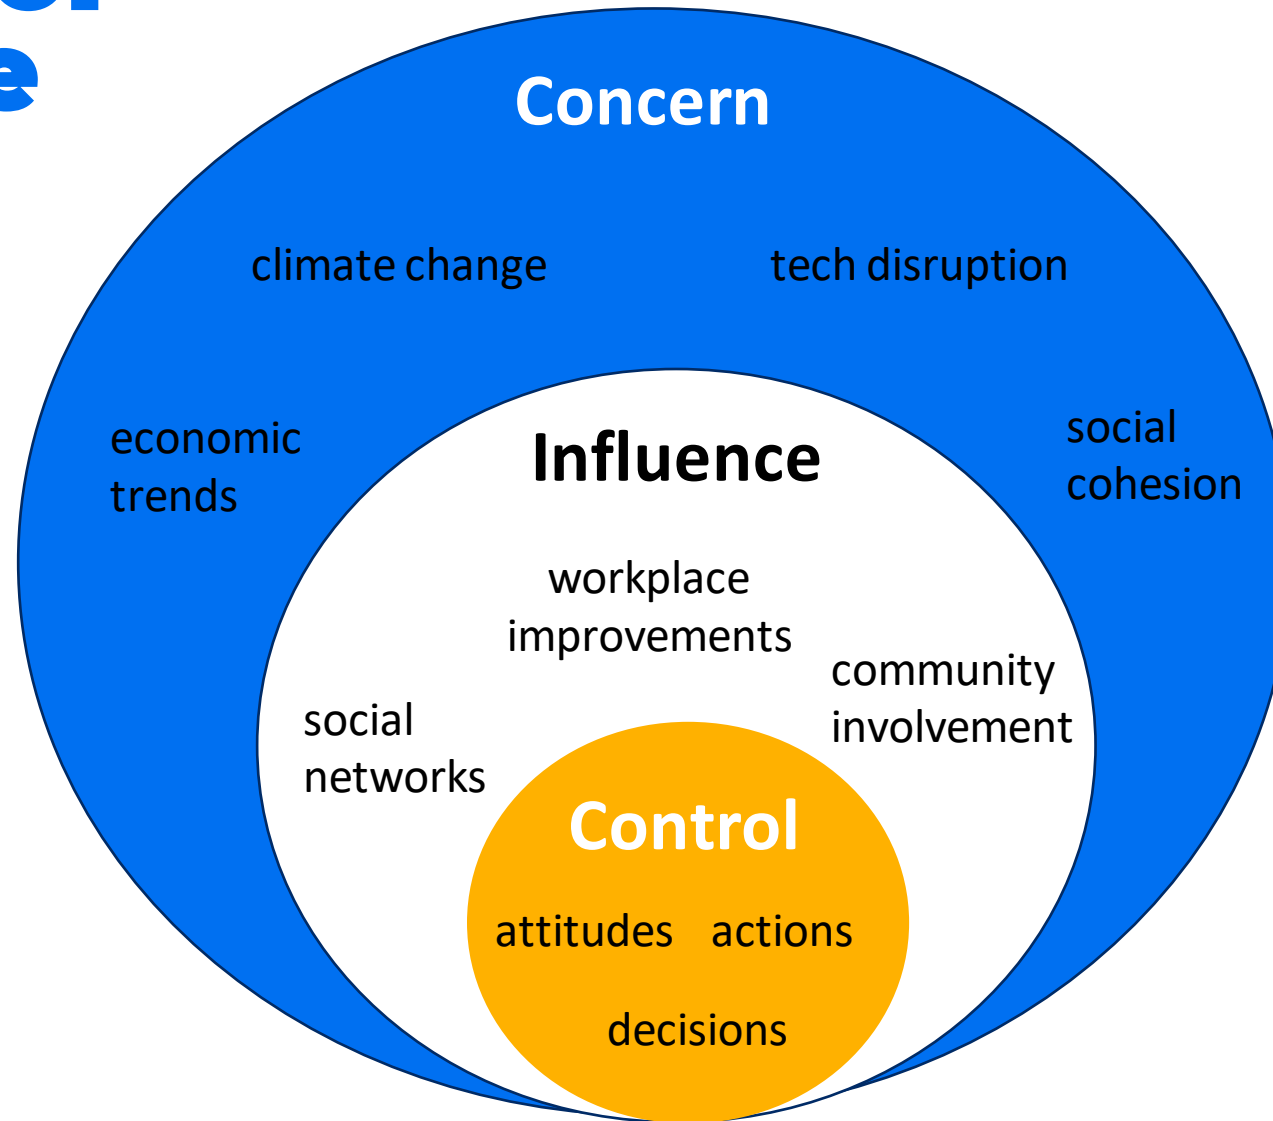 Concern
climate change
tech disruption
economic
trends
social
cohesion
Influence
workplace
improvements
community
involvement
social
networks
Control
attitudes
actions
decisions